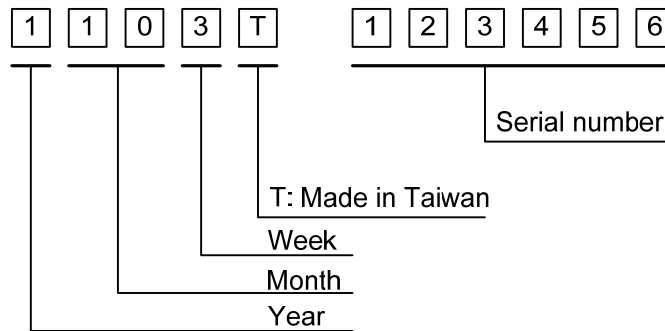 1 1 0 3 T 1 2 3 4 5 6
Serial number
T: Made in Taiwan
Week
Month
Year